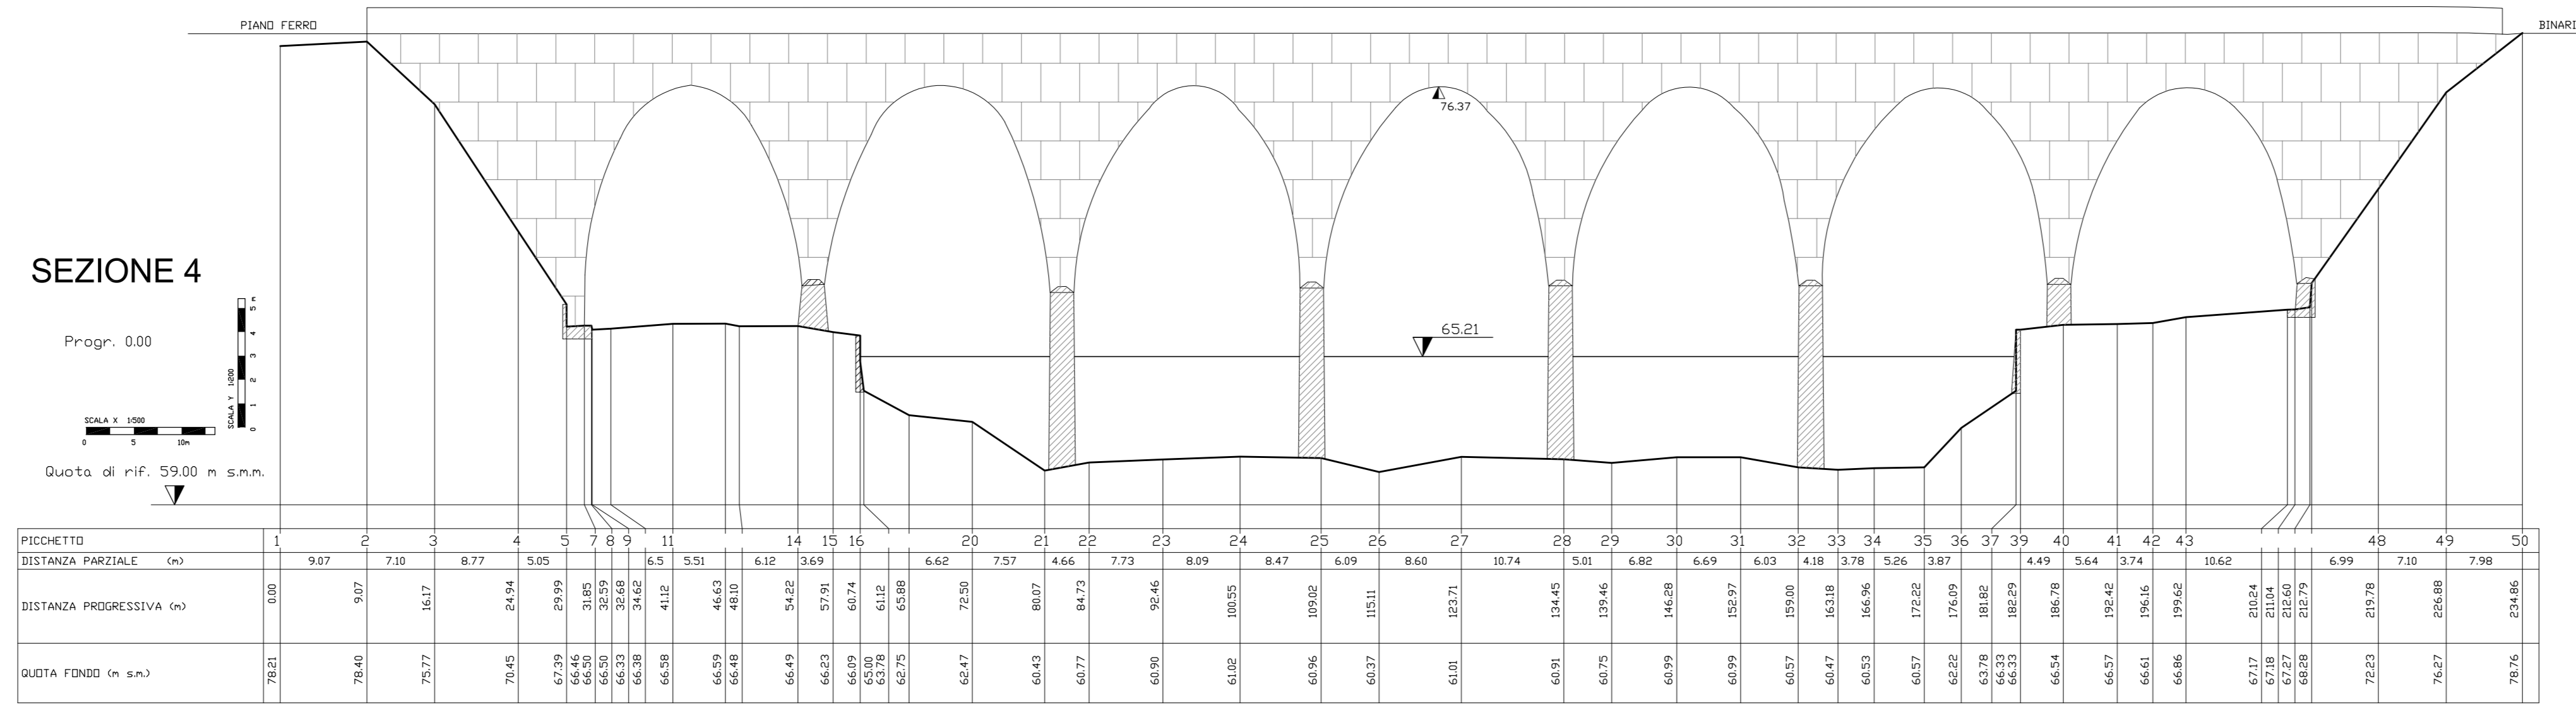 PIANO FERRO
BINARI
76.37
SEZIONE 4
65.21
Progr. 0.00
SCALA Y 1:200
0 1 2 3 4 5 m
SCALA X 1:500
0 5 10m
Quota di rif. 59.00 m s.m.m.
PICCHETTO 1 2 3 4 5 7 8 9 11 14 15 16 20 21 22 23 24 25 26 27 28 29 30 31 32 33 34 35 36 37 39 40 41 42 43 48 49 50
DISTANZA PARZIALE (m) 9.07 7.10 8.77 5.05 6.5 5.51 6.12 3.69 6.62 7.57 4.66 7.73 8.09 8.47 6.09 8.60 10.74 5.01 6.82 6.69 6.03 4.18 3.78 5.26 3.87 4.49 5.64 3.74 10.62 6.99 7.10 7.98
DISTANZA PROGRESSIVA (m) 0.00 9.07 16.17 24.94 29.99 31.85 32.59 32.68 34.62 41.12 46.63 48.10 54.22 57.91 60.74 61.12 65.88 72.50 80.07 84.73 92.46 100.55 109.02 115.11 123.71 134.45 139.46 146.28 152.97 159.00 163.18 166.96 172.22 176.09 181.82 182.29 186.78 192.42 196.16 199.62 210.24 211.04 212.60 212.79 219.78 226.88 234.86
QUOTA FONDO (m s.m.) 78.21 78.40 75.77 70.45 67.39 66.46 66.50 66.50 66.33 66.38 66.58 66.59 66.48 66.49 66.23 66.09 65.00 63.78 62.75 62.47 60.43 60.77 60.90 61.02 60.96 60.37 61.01 60.91 60.75 60.99 60.99 60.57 60.47 60.53 60.57 62.22 63.78 66.33 66.33 66.54 66.57 66.61 66.86 67.17 67.18 67.27 68.28 72.23 76.27 78.76